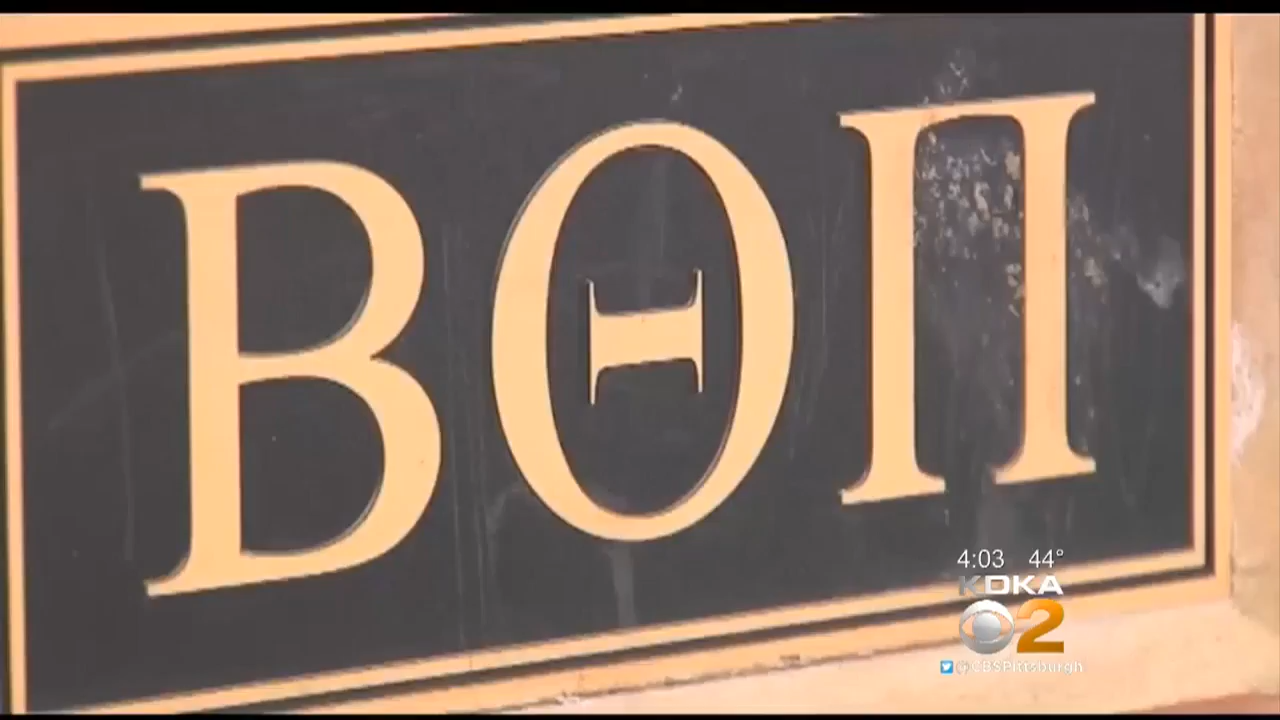 ΒΘΠ
4:03 44°
KDKA
2
@CBSPittsburgh